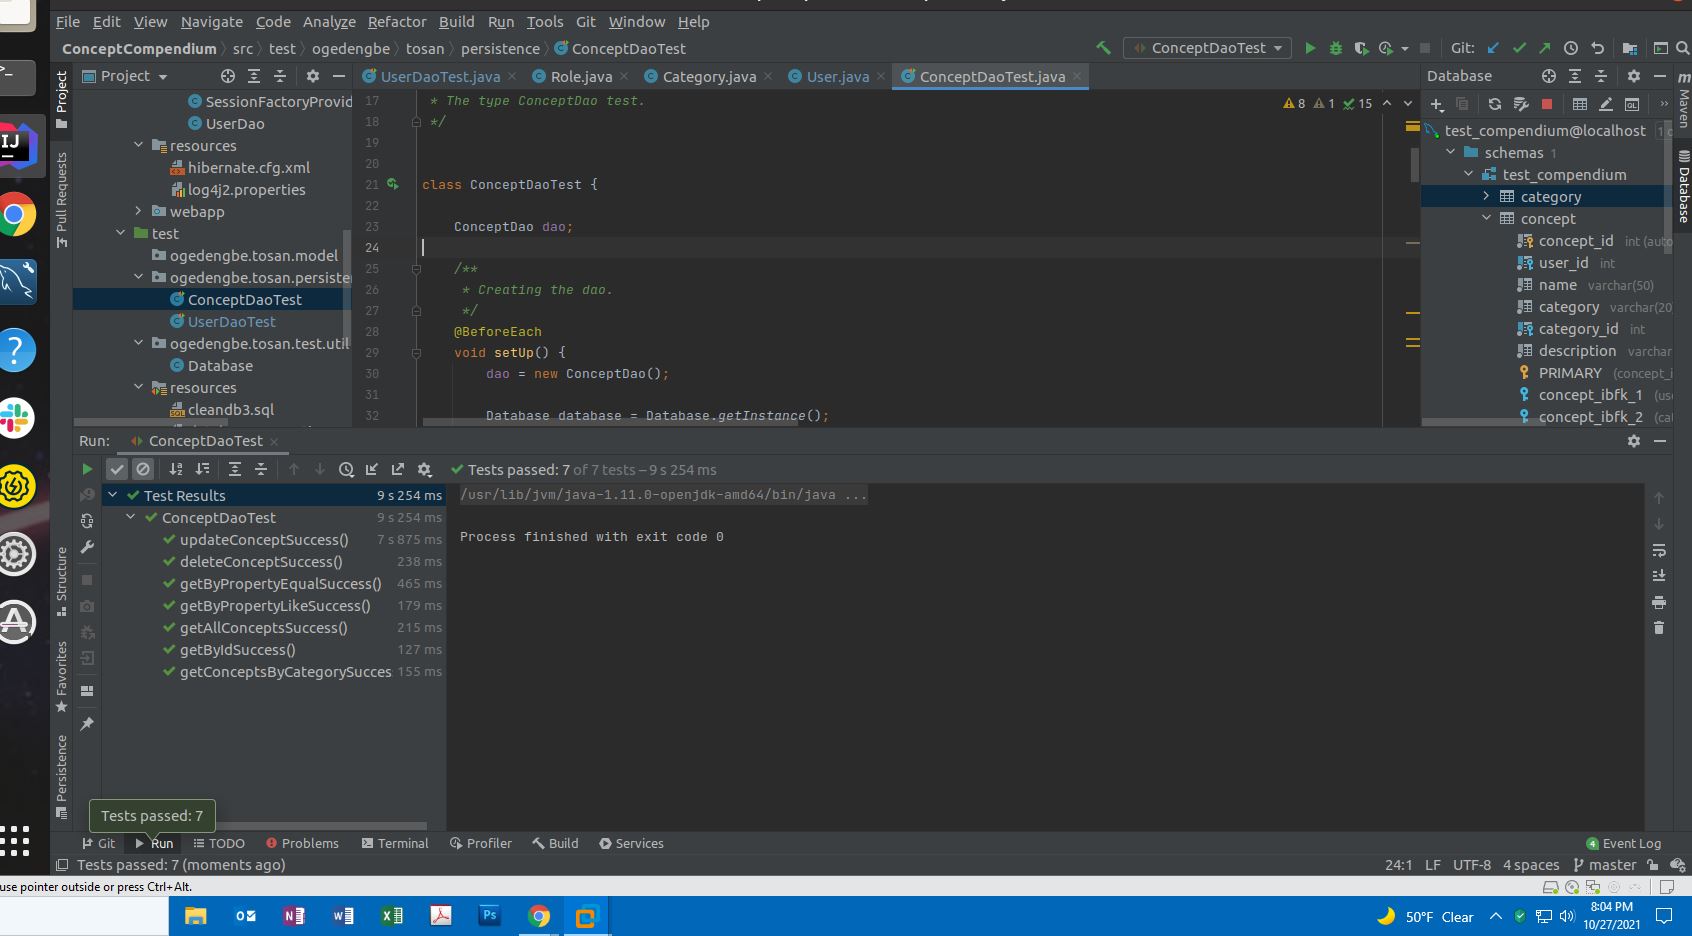 File Edit View Navigate Code Analyze Refactor Build Run Tools Git Window Help
ConceptCompendium > src > test > ogedengbe > tosan > persistence > ConceptDaoTest
ConceptDaoTest
Git:
Project
UserDaoTest.java
Role.java
Category.java
User.java
ConceptDaoTest.java
Database
Project
Pull Requests
Structure
Favorites
Persistence
Maven
Database
SessionFactoryProvid
UserDao
resources
hibernate.cfg.xml
log4j2.properties
webapp
test
ogedengbe.tosan.model
ogedengbe.tosan.persiste
ConceptDaoTest
UserDaoTest
ogedengbe.tosan.test.util
Database
resources
cleandb3.sql
8 1 15
17 * The type ConceptDao test.
18 */
19
20
21 class ConceptDaoTest {
22
23 ConceptDao dao;
24
25 /**
26 * Creating the dao.
27 */
28 @BeforeEach
29 void setUp() {
30 dao = new ConceptDao();
31
32 Database database = Database.getInstance();
test_compendium@localhost
schemas 1
test_compendium
category
concept
concept_id int (auto
user_id int
name varchar(50)
category varchar(20
category_id int
description varchar
PRIMARY (concept_i
concept_ibfk_1 (use
concept_ibfk_2 (cat
Run: ConceptDaoTest
Tests passed: 7 of 7 tests – 9 s 254 ms
Test Results 9 s 254 ms
ConceptDaoTest 9 s 254 ms
updateConceptSuccess() 7 s 875 ms
deleteConceptSuccess() 238 ms
getByPropertyEqualSuccess() 465 ms
getByPropertyLikeSuccess() 179 ms
getAllConceptsSuccess() 215 ms
getByIdSuccess() 127 ms
getConceptsByCategorySucces 155 ms
/usr/lib/jvm/java-1.11.0-openjdk-amd64/bin/java ...
Process finished with exit code 0
Tests passed: 7
Git Run TODO Problems Terminal Profiler Build Services
4 Event Log
Tests passed: 7 (moments ago)
24:1 LF UTF-8 4 spaces master
use pointer outside or press Ctrl+Alt.
50°F Clear
8:04 PM
10/27/2021